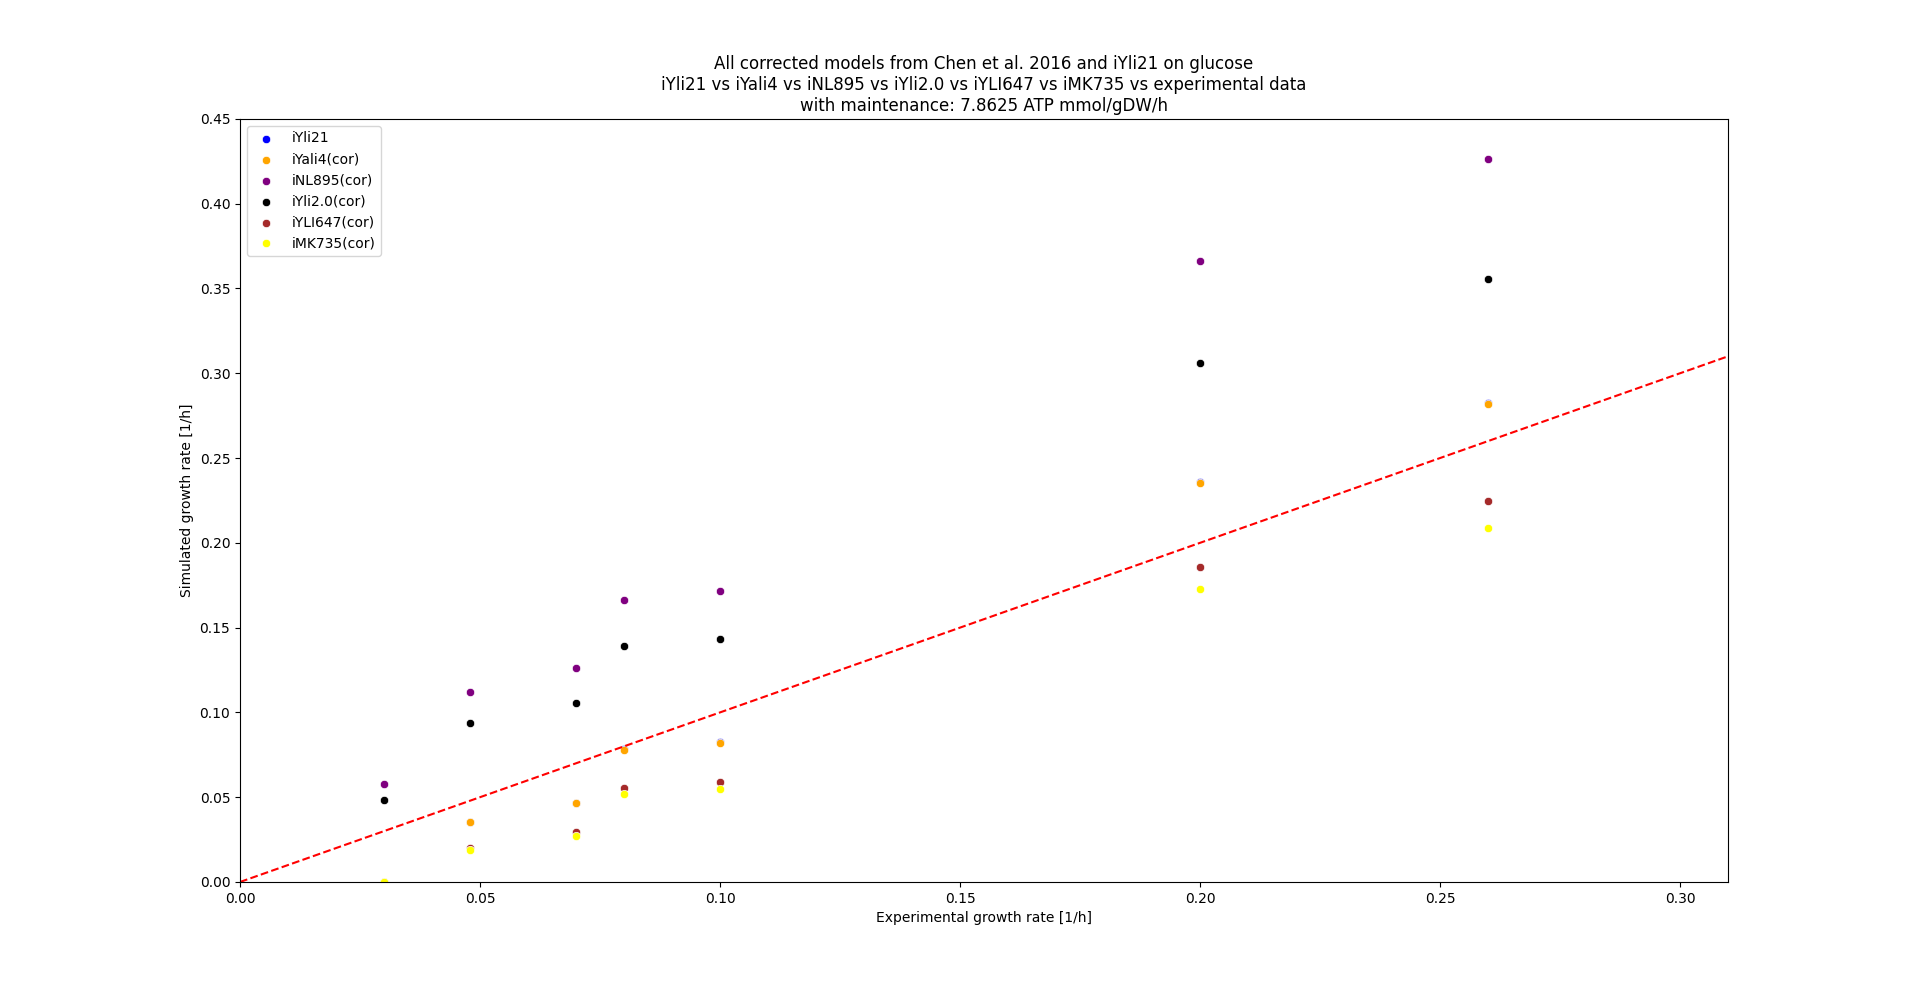 All corrected models from Chen et al. 2016 and iYli21 on glucose
iYli21 vs iYali4 vs iNL895 vs iYli2.0 vs iYLI647 vs iMK735 vs experimental data
with maintenance: 7.8625 ATP mmol/gDW/h
0.45
0.40
0.35
0.30
0.25
0.20
0.15
0.10
0.05
0.00
Simulated growth rate [1/h]
iYli21
iYali4(cor)
iNL895(cor)
iYli2.0(cor)
iYLI647(cor)
iMK735(cor)
0.00 0.05 0.10 0.15 0.20 0.25 0.30
Experimental growth rate [1/h]